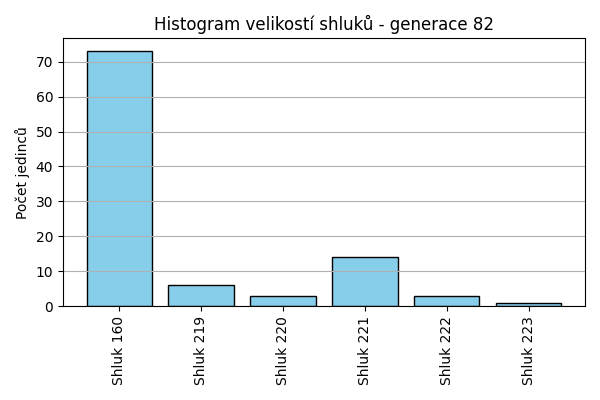 Histogram velikostí shluků - generace 82
Počet jedinců
70
60
50
40
30
20
10
0
Shluk 160
Shluk 219
Shluk 220
Shluk 221
Shluk 222
Shluk 223